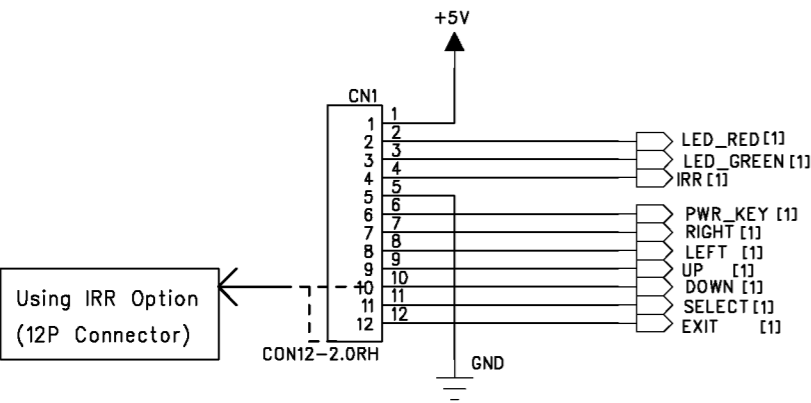 +5V
CN1
1 1
2 2 LED_RED[1]
3 3 LED_GREEN[1]
4 4 IRR[1]
5 5
6 6 PWR_KEY [1]
7 7 RIGHT [1]
8 8 LEFT [1]
9 9 UP [1]
10 10 DOWN [1]
11 11 SELECT[1]
12 12 EXIT [1]
Using IRR Option
(12P Connector)
CON12-2.0RH
GND